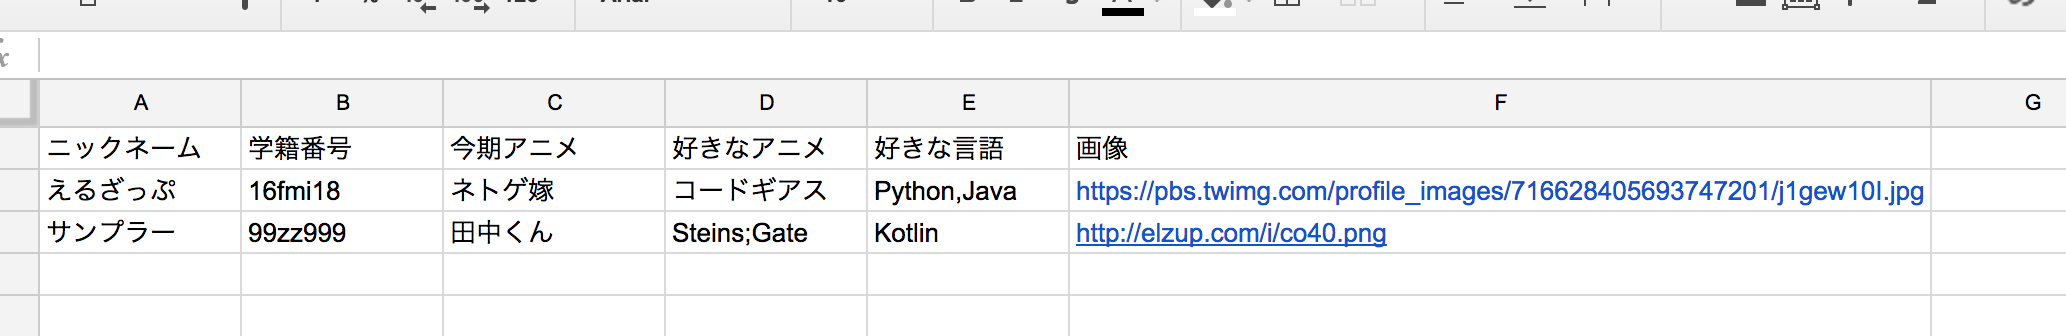 A B C D E F G
ニックネーム 学籍番号 今期アニメ 好きなアニメ 好きな言語 画像
えるざっぷ 16fmi18 ネトゲ嫁 コードギアス Python,Java https://pbs.twimg.com/profile_images/716628405693747201/j1gew10I.jpg
サンプラー 99zz999 田中くん Steins;Gate Kotlin http://elzup.com/i/co40.png